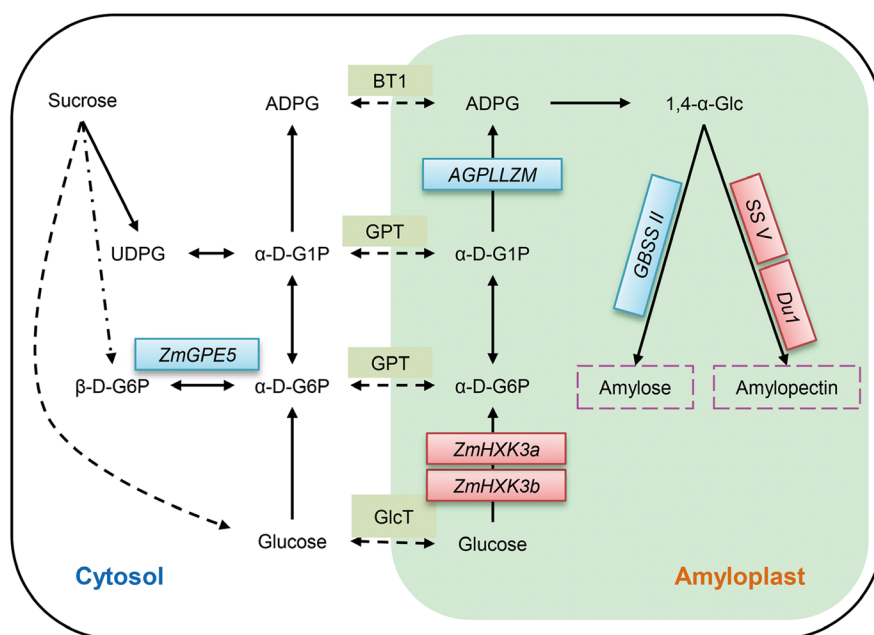 BT1
Sucrose
ADPG
ADPG
1,4-α-Glc
AGPLLZM
GBSS II
SS V
Du1
GPT
UDPG
α-D-G1P
α-D-G1P
ZmGPE5
GPT
β-D-G6P
α-D-G6P
α-D-G6P
Amylose
Amylopectin
ZmHXK3a
ZmHXK3b
GlcT
Glucose
Glucose
Cytosol
Amyloplast